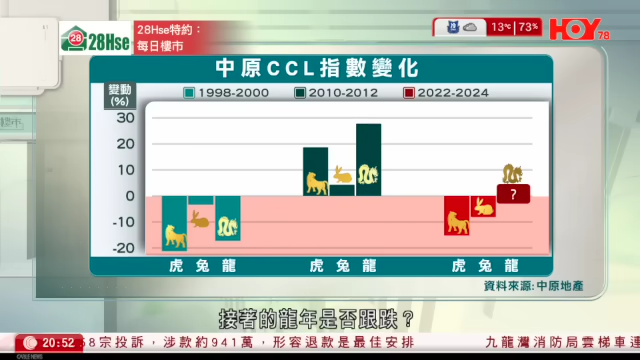 28Hse特約：
每日樓市
28
28Hse
13℃
73%
HOY
78
中原CCL指數變化
變動
(%)
1998-2000
2010-2012
2022-2024
30
20
10
0
-10
-20
?
虎 兔 龍
虎 兔 龍
虎 兔 龍
資料來源:中原地產
接著的龍年是否跟跌？
20:52
68宗投訴，涉款約941萬，形容退款是最佳安排
九龍灣消防局雲梯車連